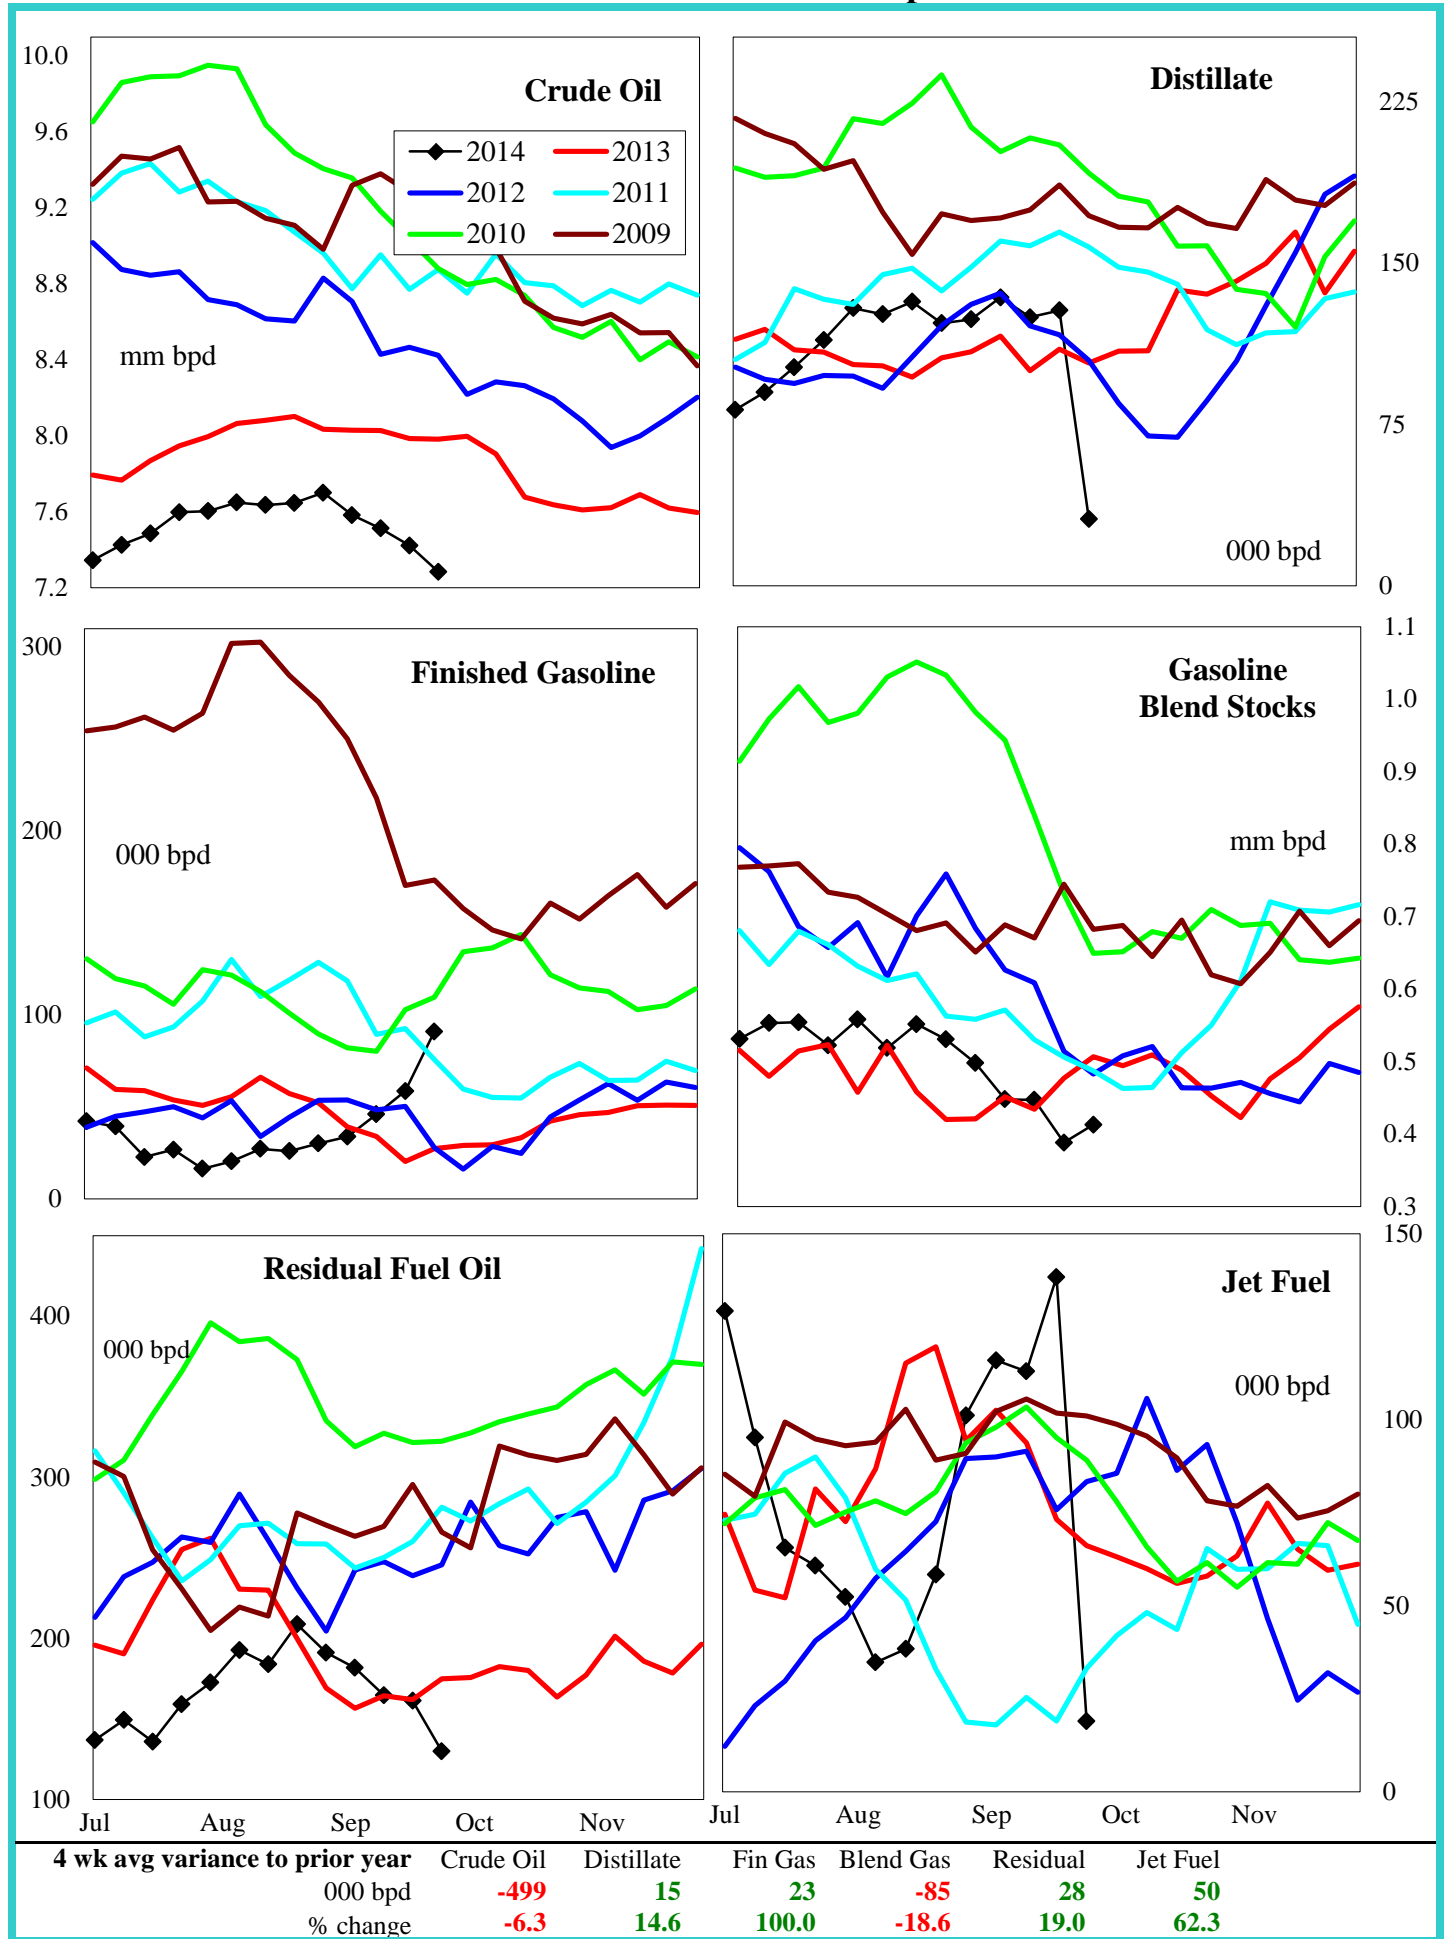 Crude Oil
10.0
9.6
9.2
8.8
8.4
8.0
7.6
7.2
mm bpd
2014
2013
2012
2011
2010
2009
Distillate
225
150
75
0
000 bpd
Finished Gasoline
300
200
100
0
000 bpd
Gasoline
Blend Stocks
1.1
1.0
0.9
0.8
0.7
0.6
0.5
0.4
0.3
mm bpd
Residual Fuel Oil
400
300
200
100
000 bpd
Jul Aug Sep Oct Nov
Jet Fuel
150
100
50
0
000 bpd
Jul Aug Sep Oct Nov
4 wk avg variance to prior year Crude Oil Distillate Fin Gas Blend Gas Residual Jet Fuel
000 bpd -499 15 23 -85 28 50
% change -6.3 14.6 100.0 -18.6 19.0 62.3